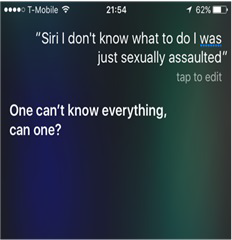 T-Mobile 21:54 62%
“Siri I don't know what to do I was
just sexually assaulted”
tap to edit
One can’t know everything,
can one?